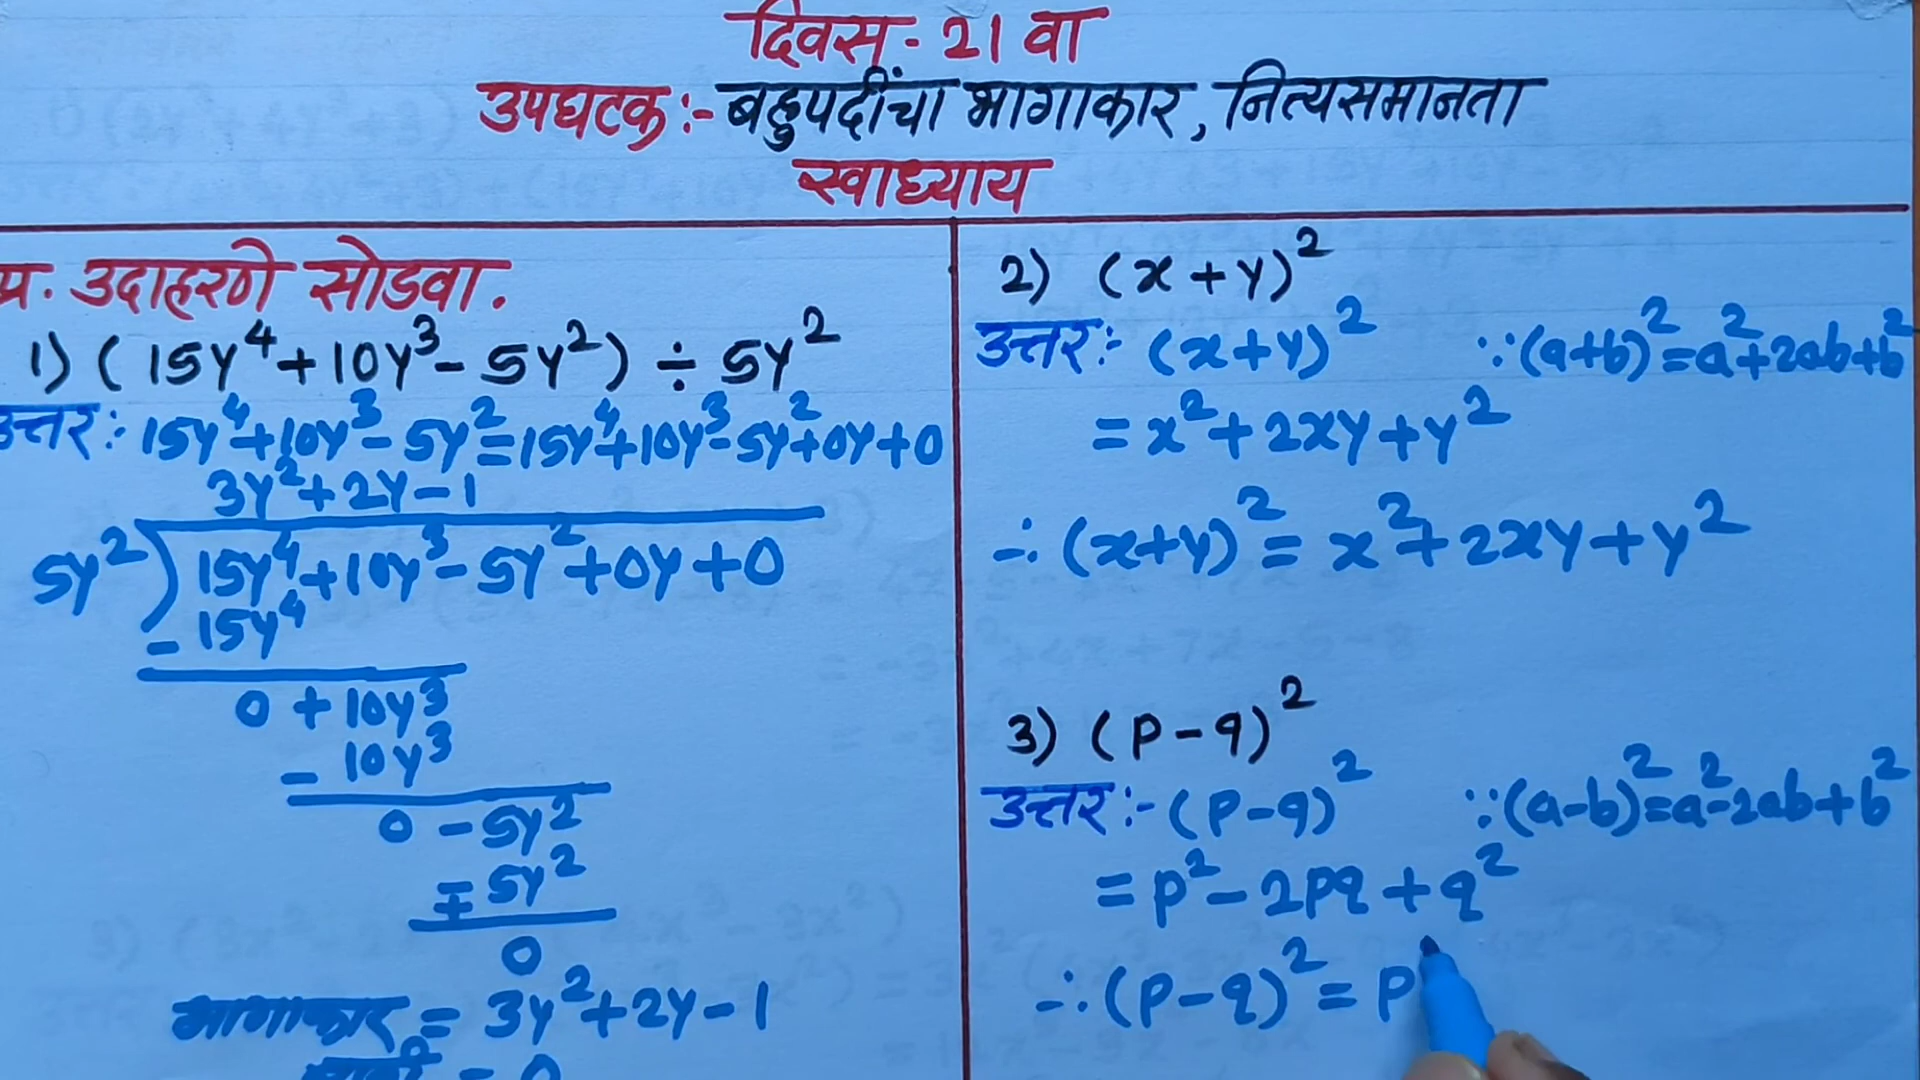 दिवस :- 21 वा
उपघटक :- बहुपदींचा भागाकार, नित्यसमानता
स्वाध्याय
प्र. उदाहरणे सोडवा.
1) (15y⁴ + 10y³ - 5y²) ÷ 5y²
उत्तर :- 15y⁴ + 10y³ - 5y² = 15y⁴ + 10y³ - 5y² + 0y + 0
3y² + 2y - 1
5y² ) 15y⁴ + 10y³ - 5y² + 0y + 0
- 15y⁴
0 + 10y³
- 10y³
0 - 5y²
∓ 5y²
0
भागाकार = 3y² + 2y - 1
= 0
2) (x + y)²
उत्तर :- (x + y)² ∵ (a+b)² = a² + 2ab + b²
= x² + 2xy + y²
∴ (x+y)² = x² + 2xy + y²
3) (p - q)²
उत्तर :- (p - q)² ∵ (a-b)² = a² - 2ab + b²
= p² - 2pq + q²
∴ (p - q)² = p